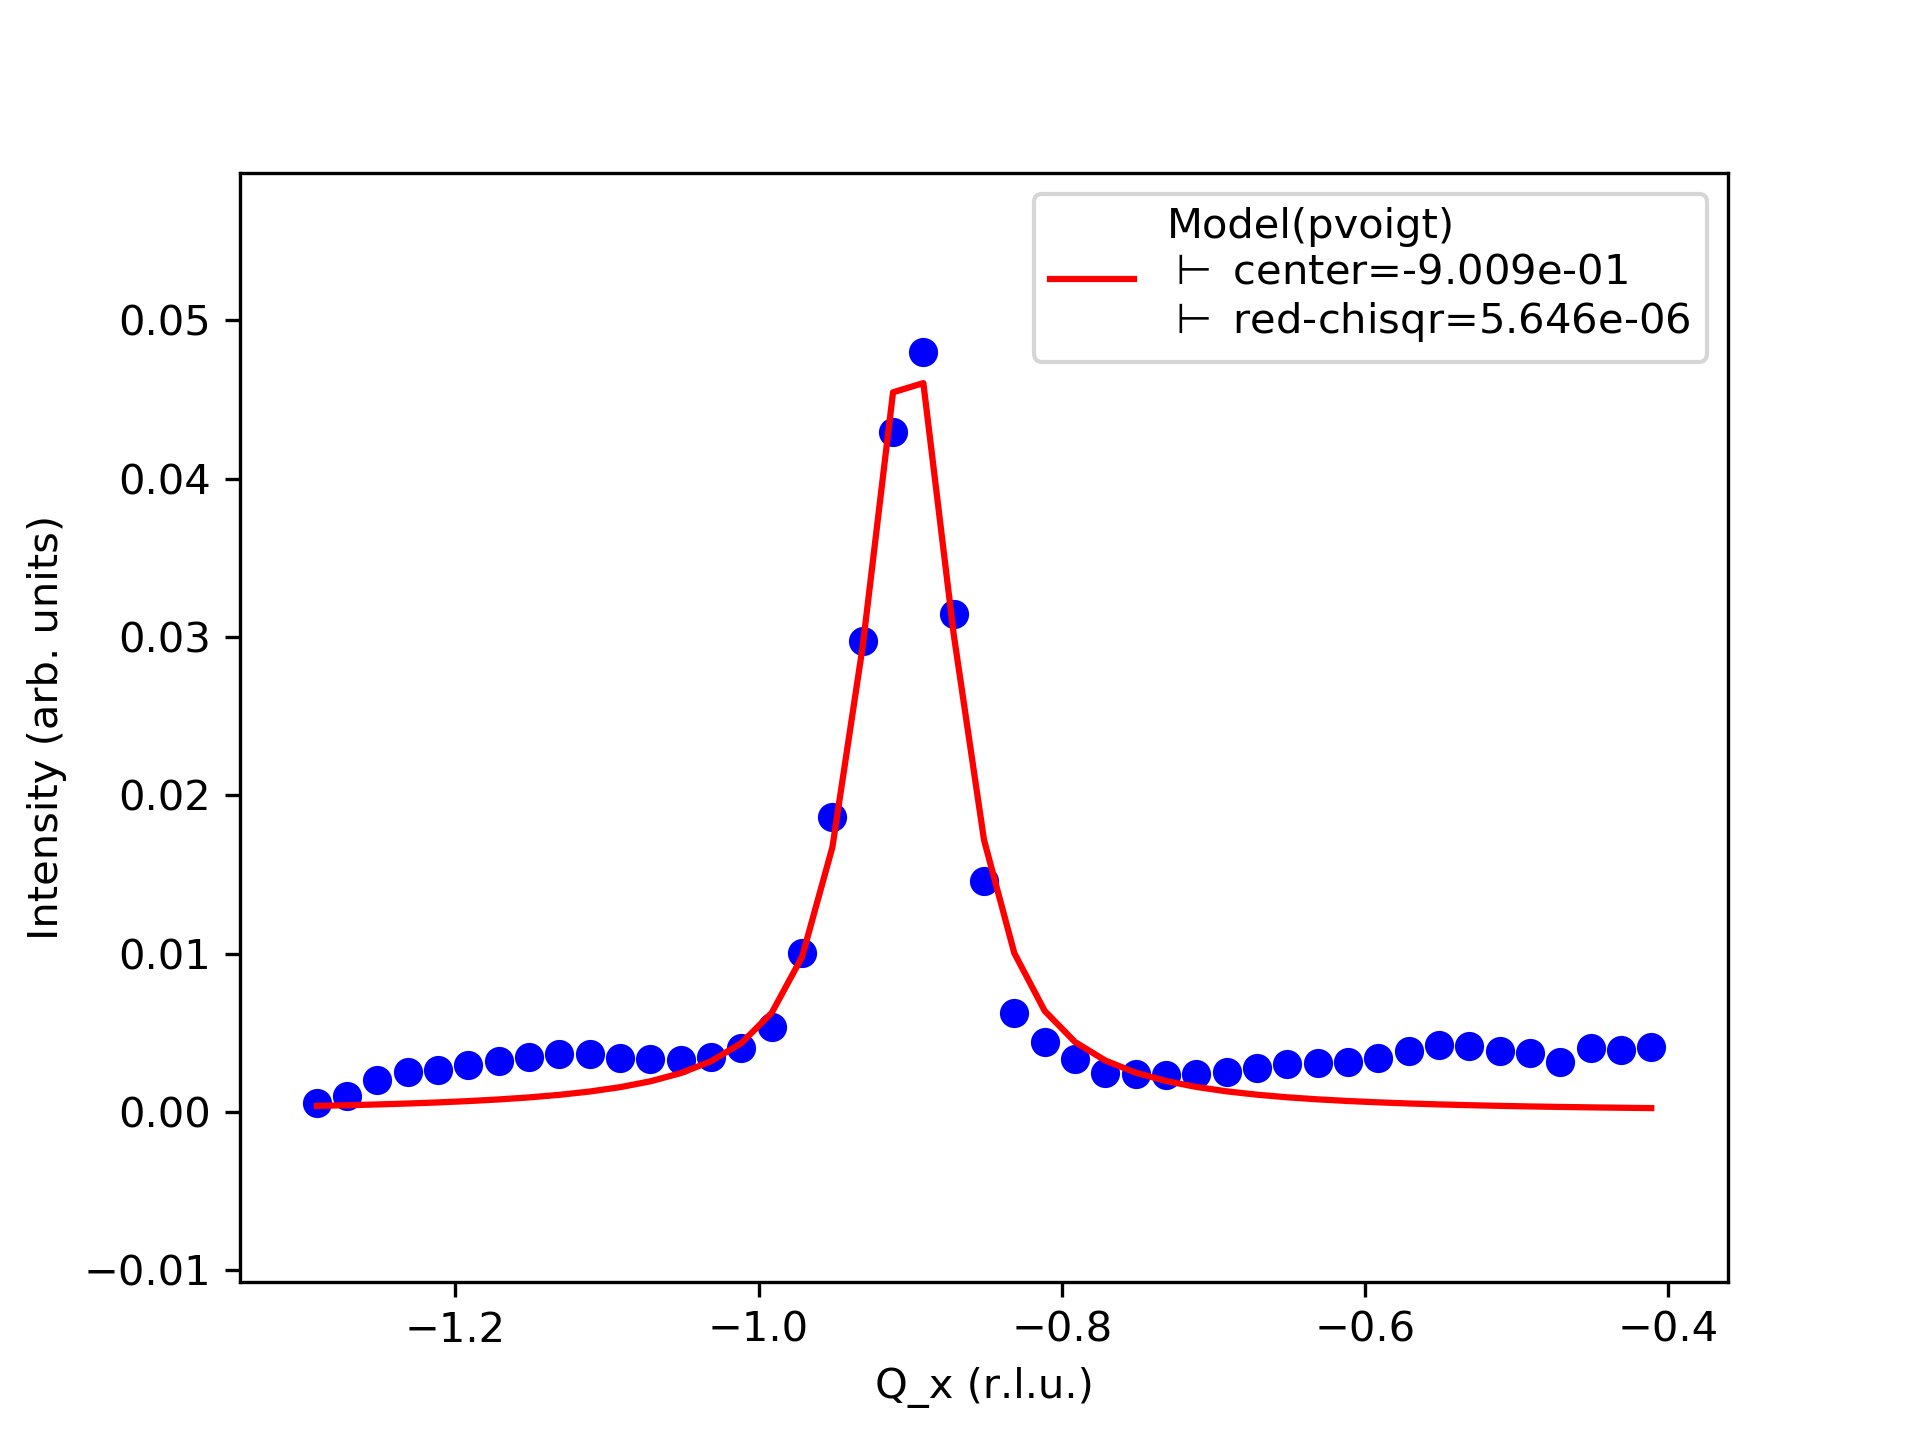 Model(pvoigt)
⊢ center=-9.009e-01
⊢ red-chisqr=5.646e-06
0.05
0.04
0.03
0.02
0.01
0.00
−0.01
Intensity (arb. units)
−1.2 −1.0 −0.8 −0.6 −0.4
Q_x (r.l.u.)